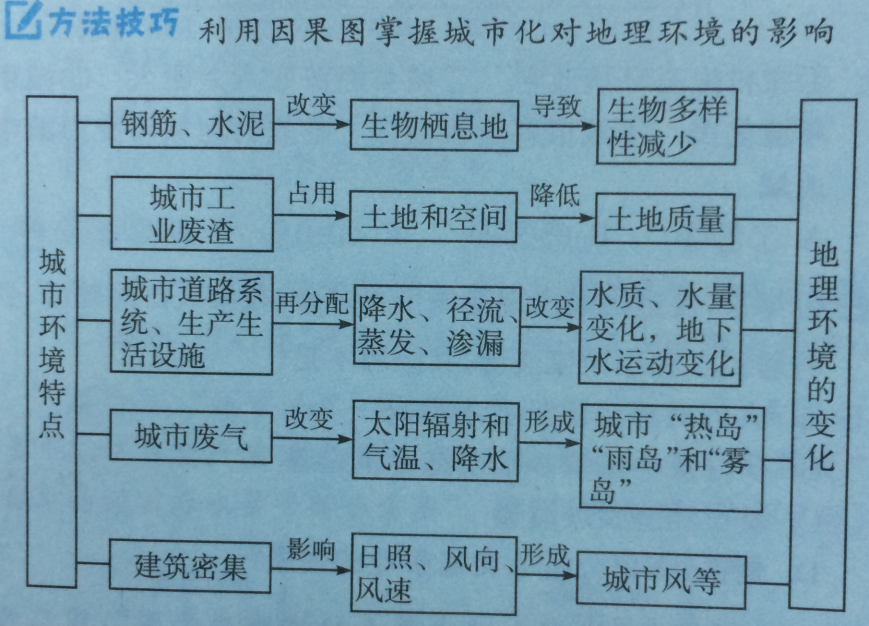 方法技巧 利用因果图掌握城市化对地理环境的影响
城市环境特点
钢筋、水泥
改变
生物栖息地
导致
生物多样
性减少
城市工
业废渣
占用
土地和空间
降低
土地质量
城市道路系
统、生产生
活设施
再分配
降水、径流、
蒸发、渗漏
改变
水质、水量
变化，地下
水运动变化
城市废气
改变
太阳辐射和
气温、降水
形成
城市“热岛”
“雨岛”和“雾
岛”
建筑密集
影响
日照、风向、
风速
形成
城市风等
地理环境的变化